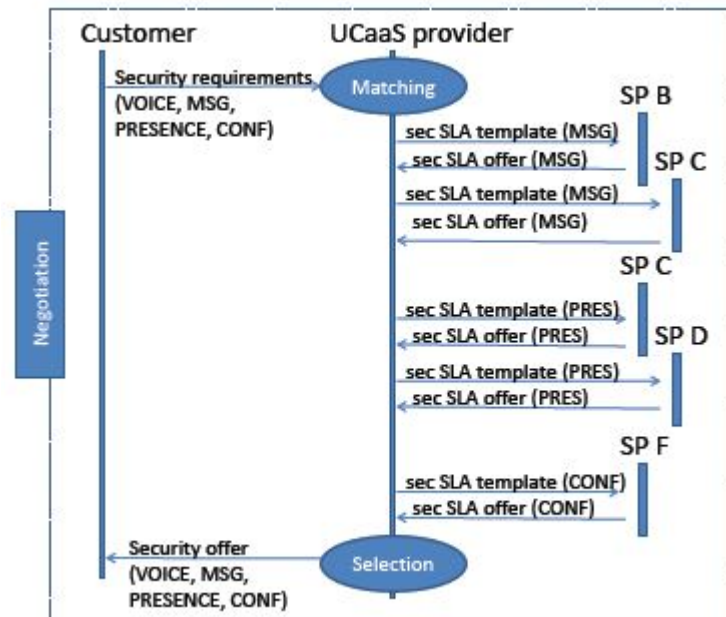 Customer
UCaaS provider
Security requirements
(VOICE, MSG,
PRESENCE, CONF)
Matching
SP B
sec SLA template (MSG)
sec SLA offer (MSG)
SP C
sec SLA template (MSG)
sec SLA offer (MSG)
Negotiation
SP C
sec SLA template (PRES)
sec SLA offer (PRES)
SP D
sec SLA template (PRES)
sec SLA offer (PRES)
SP F
sec SLA template (CONF)
sec SLA offer (CONF)
Security offer
(VOICE, MSG,
PRESENCE, CONF)
Selection